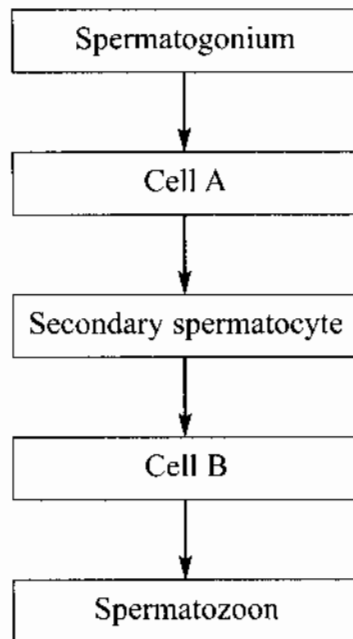 Spermatogonium
Cell A
Secondary spermatocyte
Cell B
Spermatozoon